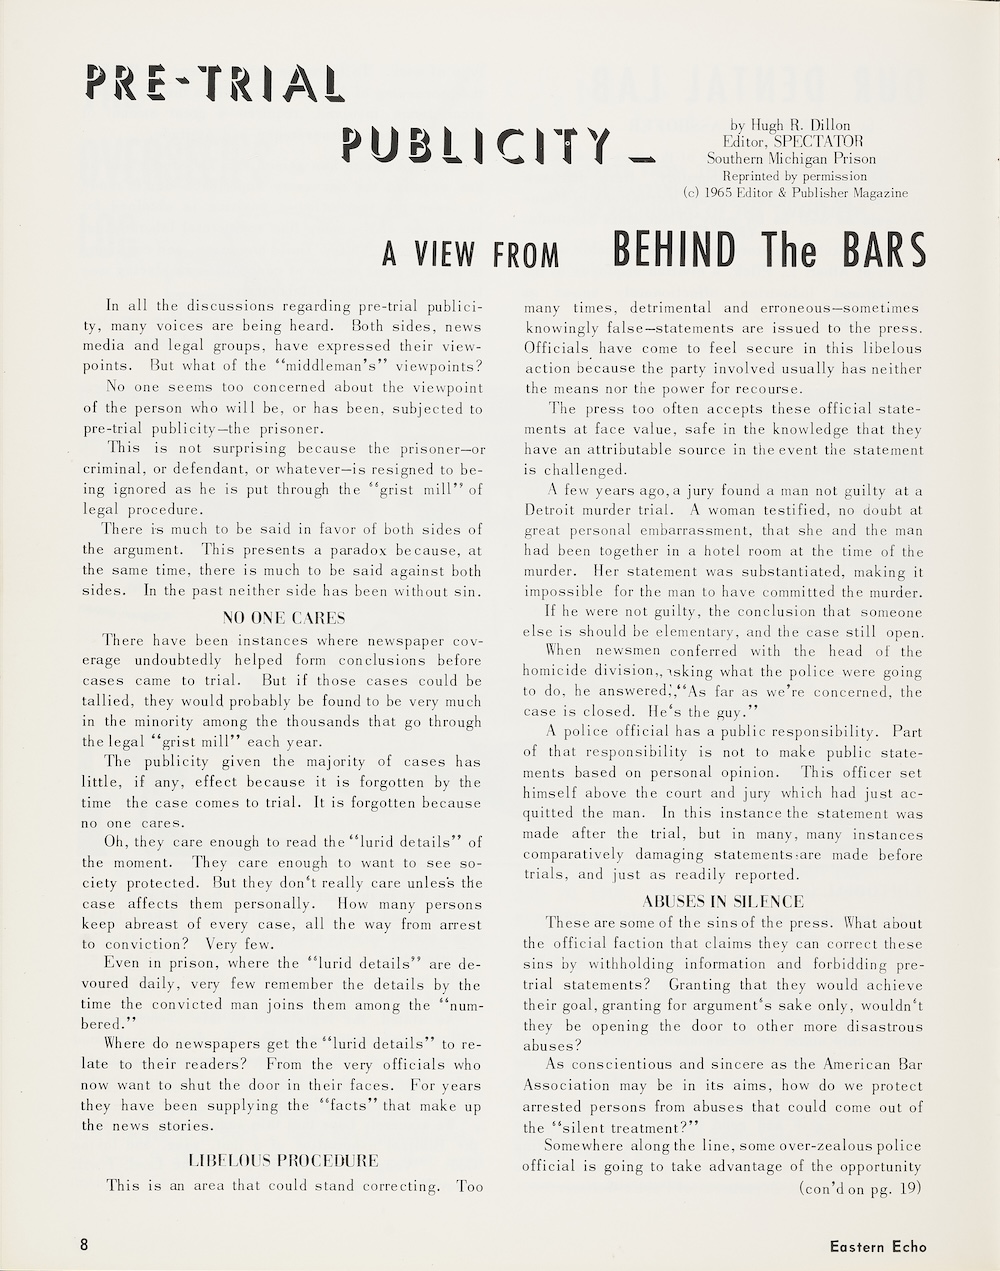 PRE-TRIAL
PUBLICITY—
by Hugh R. Dillon
Editor, SPECTATOR
Southern Michigan Prison
Reprinted by permission
(c) 1965 Editor & Publisher Magazine
A VIEW FROM BEHIND The BARS
In all the discussions regarding pre-trial publici-
ty, many voices are being heard. Both sides, news
media and legal groups, have expressed their view-
points. But what of the “middleman's” viewpoints?
No one seems too concerned about the viewpoint
of the person who will be, or has been, subjected to
pre-trial publicity—the prisoner.
This is not surprising because the prisoner—or
criminal, or defendant, or whatever—is resigned to be-
ing ignored as he is put through the “grist mill” of
legal procedure.
There is much to be said in favor of both sides of
the argument. This presents a paradox because, at
the same time, there is much to be said against both
sides. In the past neither side has been without sin.
NO ONE CARES
There have been instances where newspaper cov-
erage undoubtedly helped form conclusions before
cases came to trial. But if those cases could be
tallied, they would probably be found to be very much
in the minority among the thousands that go through
the legal “grist mill” each year.
The publicity given the majority of cases has
little, if any, effect because it is forgotten by the
time the case comes to trial. It is forgotten because
no one cares.
Oh, they care enough to read the “lurid details” of
the moment. They care enough to want to see so-
ciety protected. But they don‘t really care unless the
case affects them personally. How many persons
keep abreast of every case, all the way from arrest
to conviction? Very few.
Even in prison, where the “lurid details” are de-
voured daily, very few remember the details by the
time the convicted man joins them among the “num-
bered.”
Where do newspapers get the “lurid details” to re-
late to their readers? From the very officials who
now want to shut the door in their faces. For years
they have been supplying the “facts” that make up
the news stories.
LIBELOUS PROCEDURE
This is an area that could stand correcting. Too
many times, detrimental and erroneous—sometimes
knowingly false—statements are issued to the press.
Officials have come to feel secure in this libelous
action because the party involved usually has neither
the means nor the power for recourse.
The press too often accepts these official state-
ments at face value, safe in the knowledge that they
have an attributable source in the event the statement
is challenged.
A few years ago, a jury found a man not guilty at a
Detroit murder trial. A woman testified, no doubt at
great personal embarrassment, that she and the man
had been together in a hotel room at the time of the
murder. Her statement was substantiated, making it
impossible for the man to have committed the murder.
If he were not guilty, the conclusion that someone
else is should be elementary, and the case still open.
When newsmen conferred with the head of the
homicide division,, asking what the police were going
to do, he answered,“As far as we're concerned, the
case is closed. He‘s the guy.”
A police official has a public responsibility. Part
of that responsibility is not to make public state-
ments based on personal opinion. This officer set
himself above the court and jury which had just ac-
quitted the man. In this instance the statement was
made after the trial, but in many, many instances
comparatively damaging statements are made before
trials, and just as readily reported.
ABUSES IN SILENCE
These are some of the sins of the press. What about
the official faction that claims they can correct these
sins by withholding information and forbidding pre-
trial statements? Granting that they would achieve
their goal, granting for argument‘s sake only, wouldn‘t
they be opening the door to other more disastrous
abuses?
As conscientious and sincere as the American Bar
Association may be in its aims, how do we protect
arrested persons from abuses that could come out of
the “silent treatment?”
Somewhere along the line, some over-zealous police
official is going to take advantage of the opportunity
(con'd on pg. 19)
8
Eastern Echo